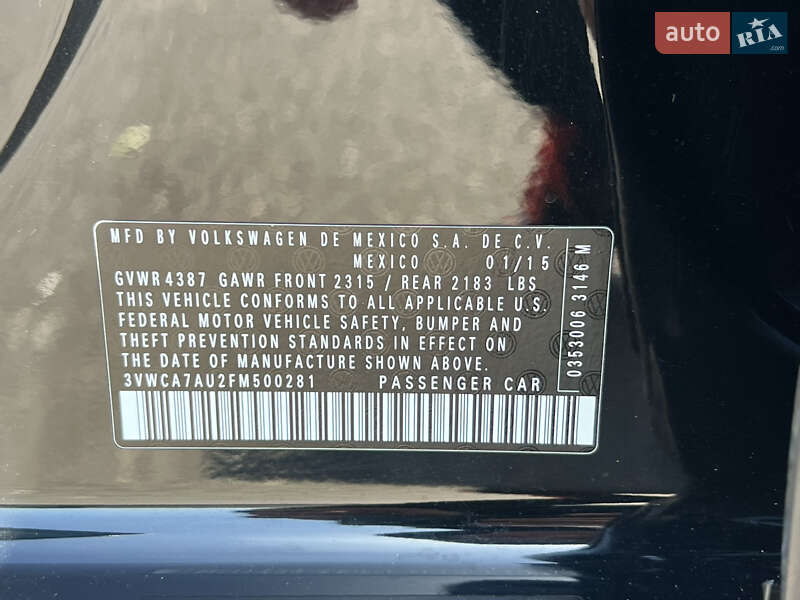 auto RIA.com
MFD BY VOLKSWAGEN DE MEXICO S.A. DE C.V.
MEXICO 01/15
GVWR 4387 GAWR FRONT 2315 / REAR 2183 LBS
THIS VEHICLE CONFORMS TO ALL APPLICABLE U.S.
FEDERAL MOTOR VEHICLE SAFETY, BUMPER AND
THEFT PREVENTION STANDARDS IN EFFECT ON
THE DATE OF MANUFACTURE SHOWN ABOVE.
3VWCA7AU2FM500281 PASSENGER CAR
0353006 3146 M